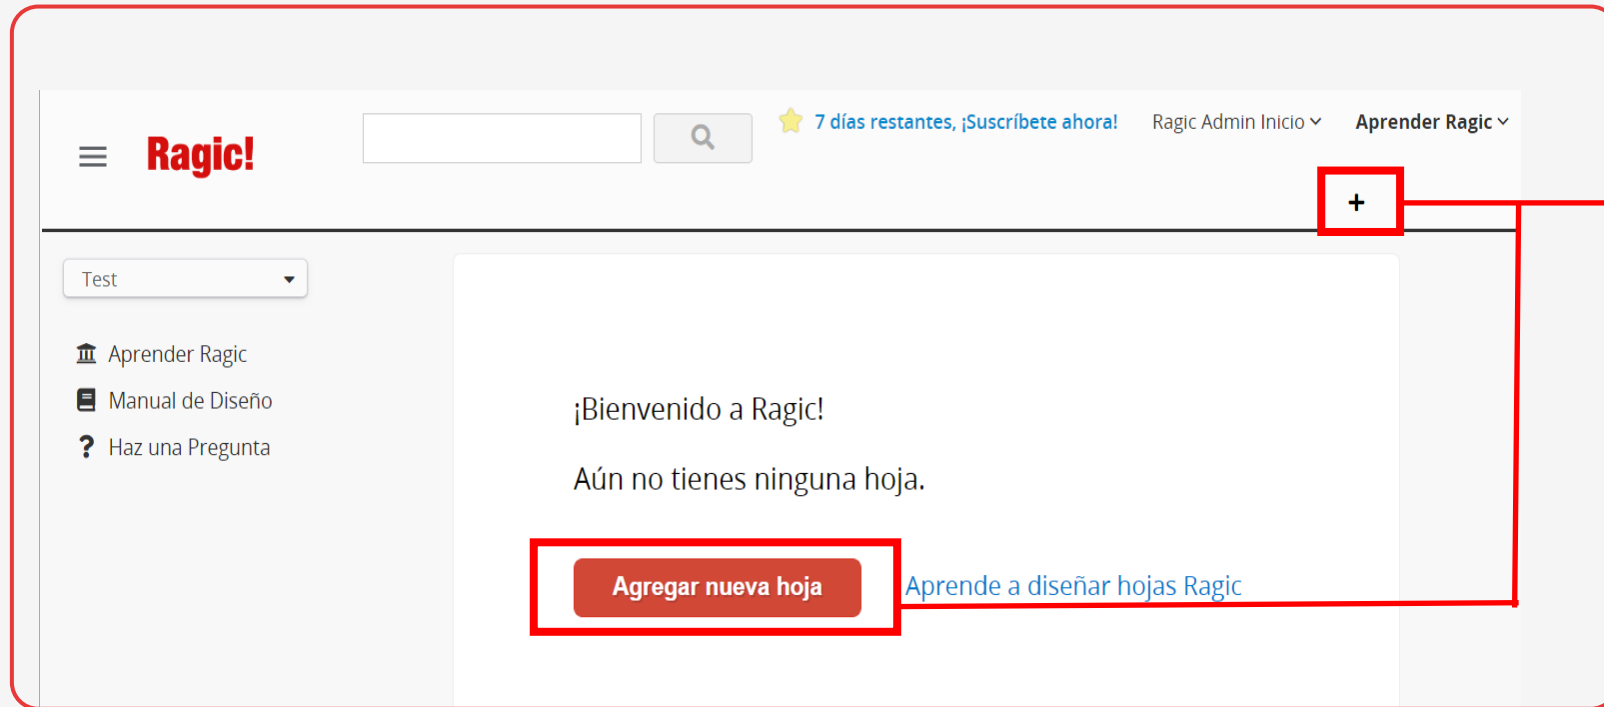 Ragic!
7 días restantes, ¡Suscríbete ahora!
Ragic Admin Inicio
Aprender Ragic
+
Test
Aprender Ragic
Manual de Diseño
? Haz una Pregunta
¡Bienvenido a Ragic!
Aún no tienes ninguna hoja.
Agregar nueva hoja
Aprende a diseñar hojas Ragic